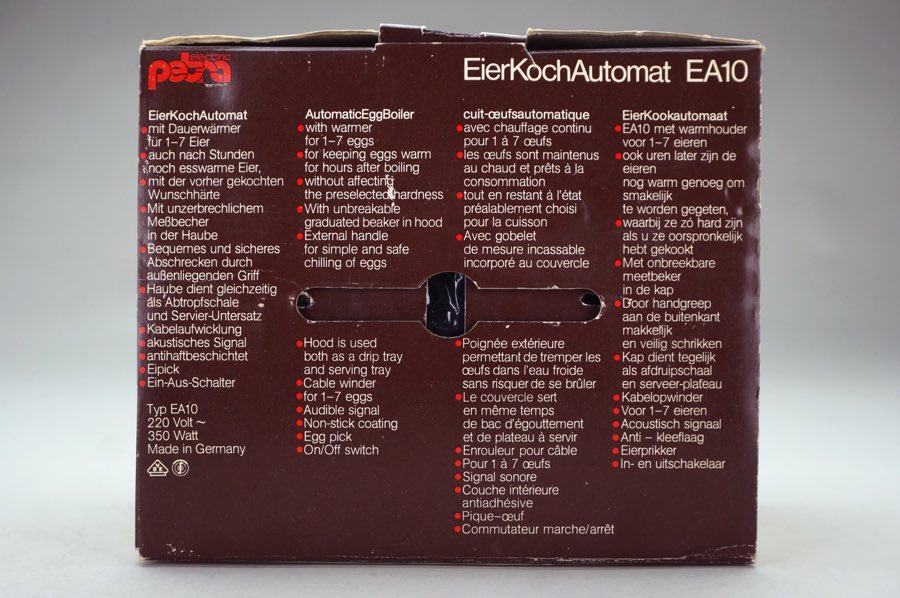 petra
electric
EierKochAutomat EA10
EierKochAutomat
mit Dauerwärmer
für 1–7 Eier
auch nach Stunden
noch esswarme Eier,
mit der vorher gekochten
Wunschhärte
Mit unzerbrechlichem
Meßbecher
in der Haube
Bequemes und sicheres
Abschrecken durch
außenliegenden Griff
Haube dient gleichzeitig
als Abtropfschale
und Servier-Untersatz
Kabelaufwicklung
akustisches Signal
antihaftbeschichtet
Eipick
Ein-Aus-Schalter
Typ EA10
220 Volt ~
350 Watt
Made in Germany
AutomaticEggBoiler
with warmer
for 1–7 eggs
for keeping eggs warm
for hours after boiling
without affecting
the preselected hardness
With unbreakable
graduated beaker in hood
External handle
for simple and safe
chilling of eggs
Hood is used
both as a drip tray
and serving tray
Cable winder
for 1–7 eggs
Audible signal
Non-stick coating
Egg pick
On/Off switch
cuit-œufsautomatique
avec chauffage continu
pour 1 à 7 œufs
les œufs sont maintenus
au chaud et prêts à la
consommation
tout en restant à l'état
préalablement choisi
pour la cuisson
Avec gobelet
de mesure incassable
incorporé au couvercle
Poignée extérieure
permettant de tremper les
œufs dans l'eau froide
sans risquer de se brûler
Le couvercle sert
en même temps
de bac d'égouttement
et de plateau à servir
Enrouleur pour câble
Pour 1 à 7 œufs
Signal sonore
Couche intérieure
antiadhésive
Pique–œuf
Commutateur marche/arrêt
EierKookautomaat
EA10 met warmhouder
voor 1–7 eieren
ook uren later zijn de
eieren
nog warm genoeg om
smakelijk
te worden gegeten,
waarbij ze zó hard zijn
als u ze oorspronkelijk
hebt gekookt
Met onbreekbare
meetbeker
in de kap
Door handgreep
aan de buitenkant
makkelijk
en veilig schrikken
Kap dient tegelijk
als afdruipschaal
en serveer-plateau
Kabelopwinder
Voor 1–7 eieren
Acoustisch signaal
Anti – kleeflaag
Eierprikker
In- en uitschakelaar